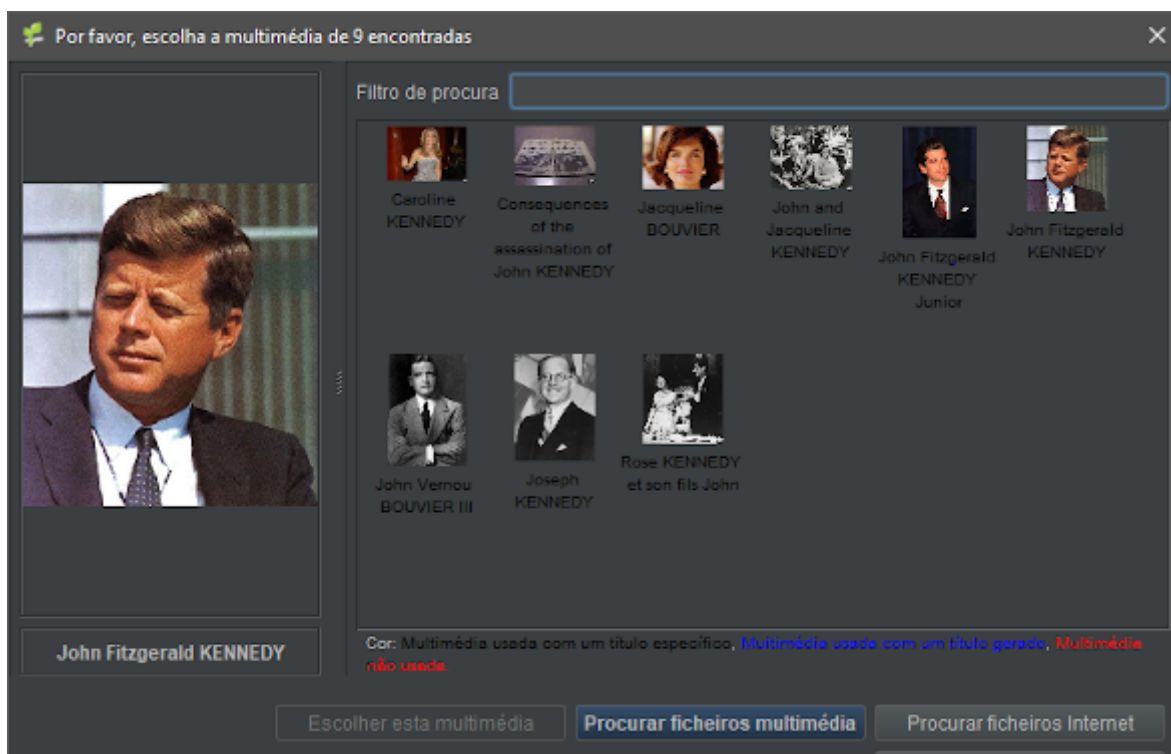 Por favor, escolha a multimédia de 9 encontradas
Filtro de procura
Caroline
KENNEDY
Consequences
of the
assassination of
John KENNEDY
Jacqueline
BOUVIER
John and
Jacqueline
KENNEDY
John Fitzgerald
KENNEDY
Junior
John Fitzgerald
KENNEDY
John Vernou
BOUVIER III
Joseph
KENNEDY
Rose KENNEDY
et son fils John
John Fitzgerald KENNEDY
Cor: Multimédia usada com um título específico, Multimédia usada com um título gerado, Multimédia
não usada.
Escolher esta multimédia
Procurar ficheiros multimédia
Procurar ficheiros Internet